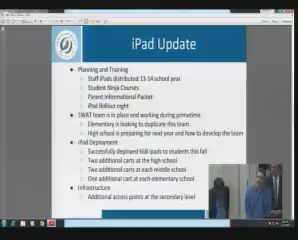 iPad Update
Planning and Training
Staff iPads distributed 13-14 school year
Student Ninja Courses
Parent Informational Packet
iPad Rollout night
SWAT team is in place and working during primetime
Elementary is looking to duplicate this team
High school is preparing for next year and how to develop the team
iPad Deployment
Successfully deployed 668 ipads to students this fall
Two additional carts at the high school
Two additional carts at each middle school
One additional cart at each elementary school
Infrastructure
Additional access points at the secondary level